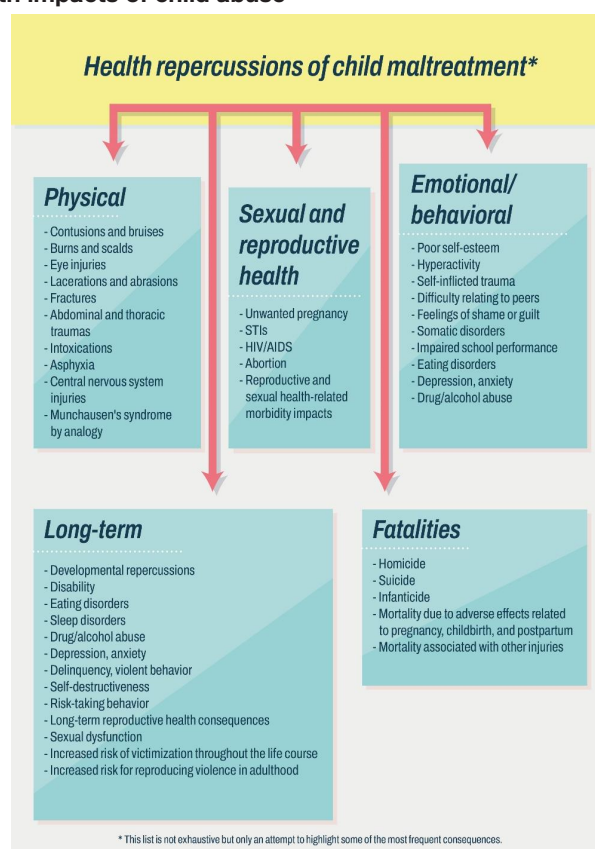 impacts of child abuse
Health repercussions of child maltreatment*
Physical
- Contusions and bruises
- Burns and scalds
- Eye injuries
- Lacerations and abrasions
- Fractures
- Abdominal and thoracic
traumas
- Intoxications
- Asphyxia
- Central nervous system
injuries
- Munchausen's syndrome
by analogy
Sexual and
reproductive
health
- Unwanted pregnancy
- STIs
- HIV/AIDS
- Abortion
- Reproductive and
sexual health-related
morbidity impacts
Emotional/
behavioral
- Poor self-esteem
- Hyperactivity
- Self-inflicted trauma
- Difficulty relating to peers
- Feelings of shame or guilt
- Somatic disorders
- Impaired school performance
- Eating disorders
- Depression, anxiety
- Drug/alcohol abuse
Long-term
- Developmental repercussions
- Disability
- Eating disorders
- Sleep disorders
- Drug/alcohol abuse
- Depression, anxiety
- Delinquency, violent behavior
- Self-destructiveness
- Risk-taking behavior
- Long-term reproductive health consequences
- Sexual dysfunction
- Increased risk of victimization throughout the life course
- Increased risk for reproducing violence in adulthood
Fatalities
- Homicide
- Suicide
- Infanticide
- Mortality due to adverse effects related
to pregnancy, childbirth, and postpartum
- Mortality associated with other injuries
* This list is not exhaustive but only an attempt to highlight some of the most frequent consequences.